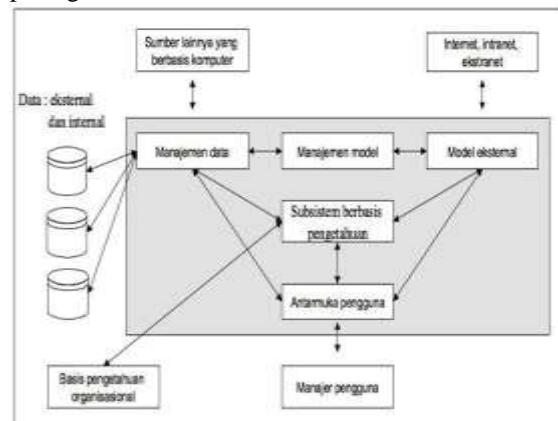 Sumber lainnya yang
berbasis komputer
Internet, intranet,
ekstranet
Data : eksternal
dan internal
Manajemen data
Manajemen model
Model eksternal
Subsistem berbasis
pengetahuan
Antarmuka pengguna
Basis pengetahuan
organisasional
Manajer pengguna